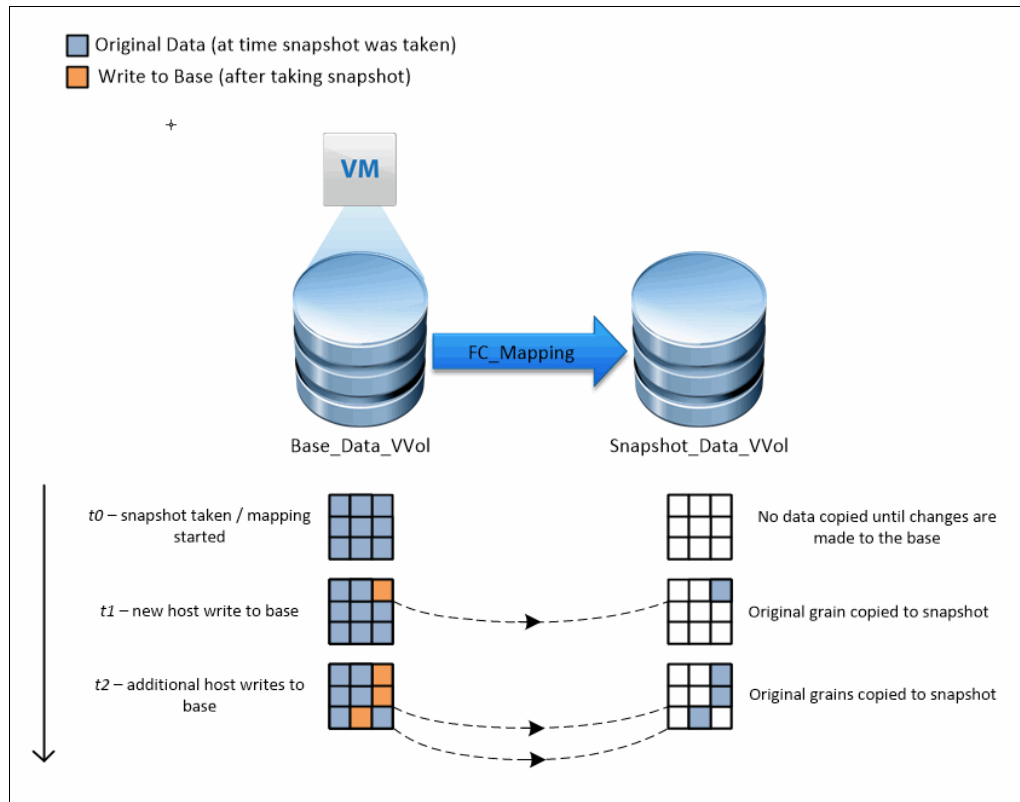 Original Data (at time snapshot was taken)
Write to Base (after taking snapshot)
VM
FC_Mapping
Base_Data_VVol
Snapshot_Data_VVol
t0 – snapshot taken / mapping
started
No data copied until changes are
made to the base
t1 – new host write to base
Original grain copied to snapshot
t2 – additional host writes to
base
Original grains copied to snapshot